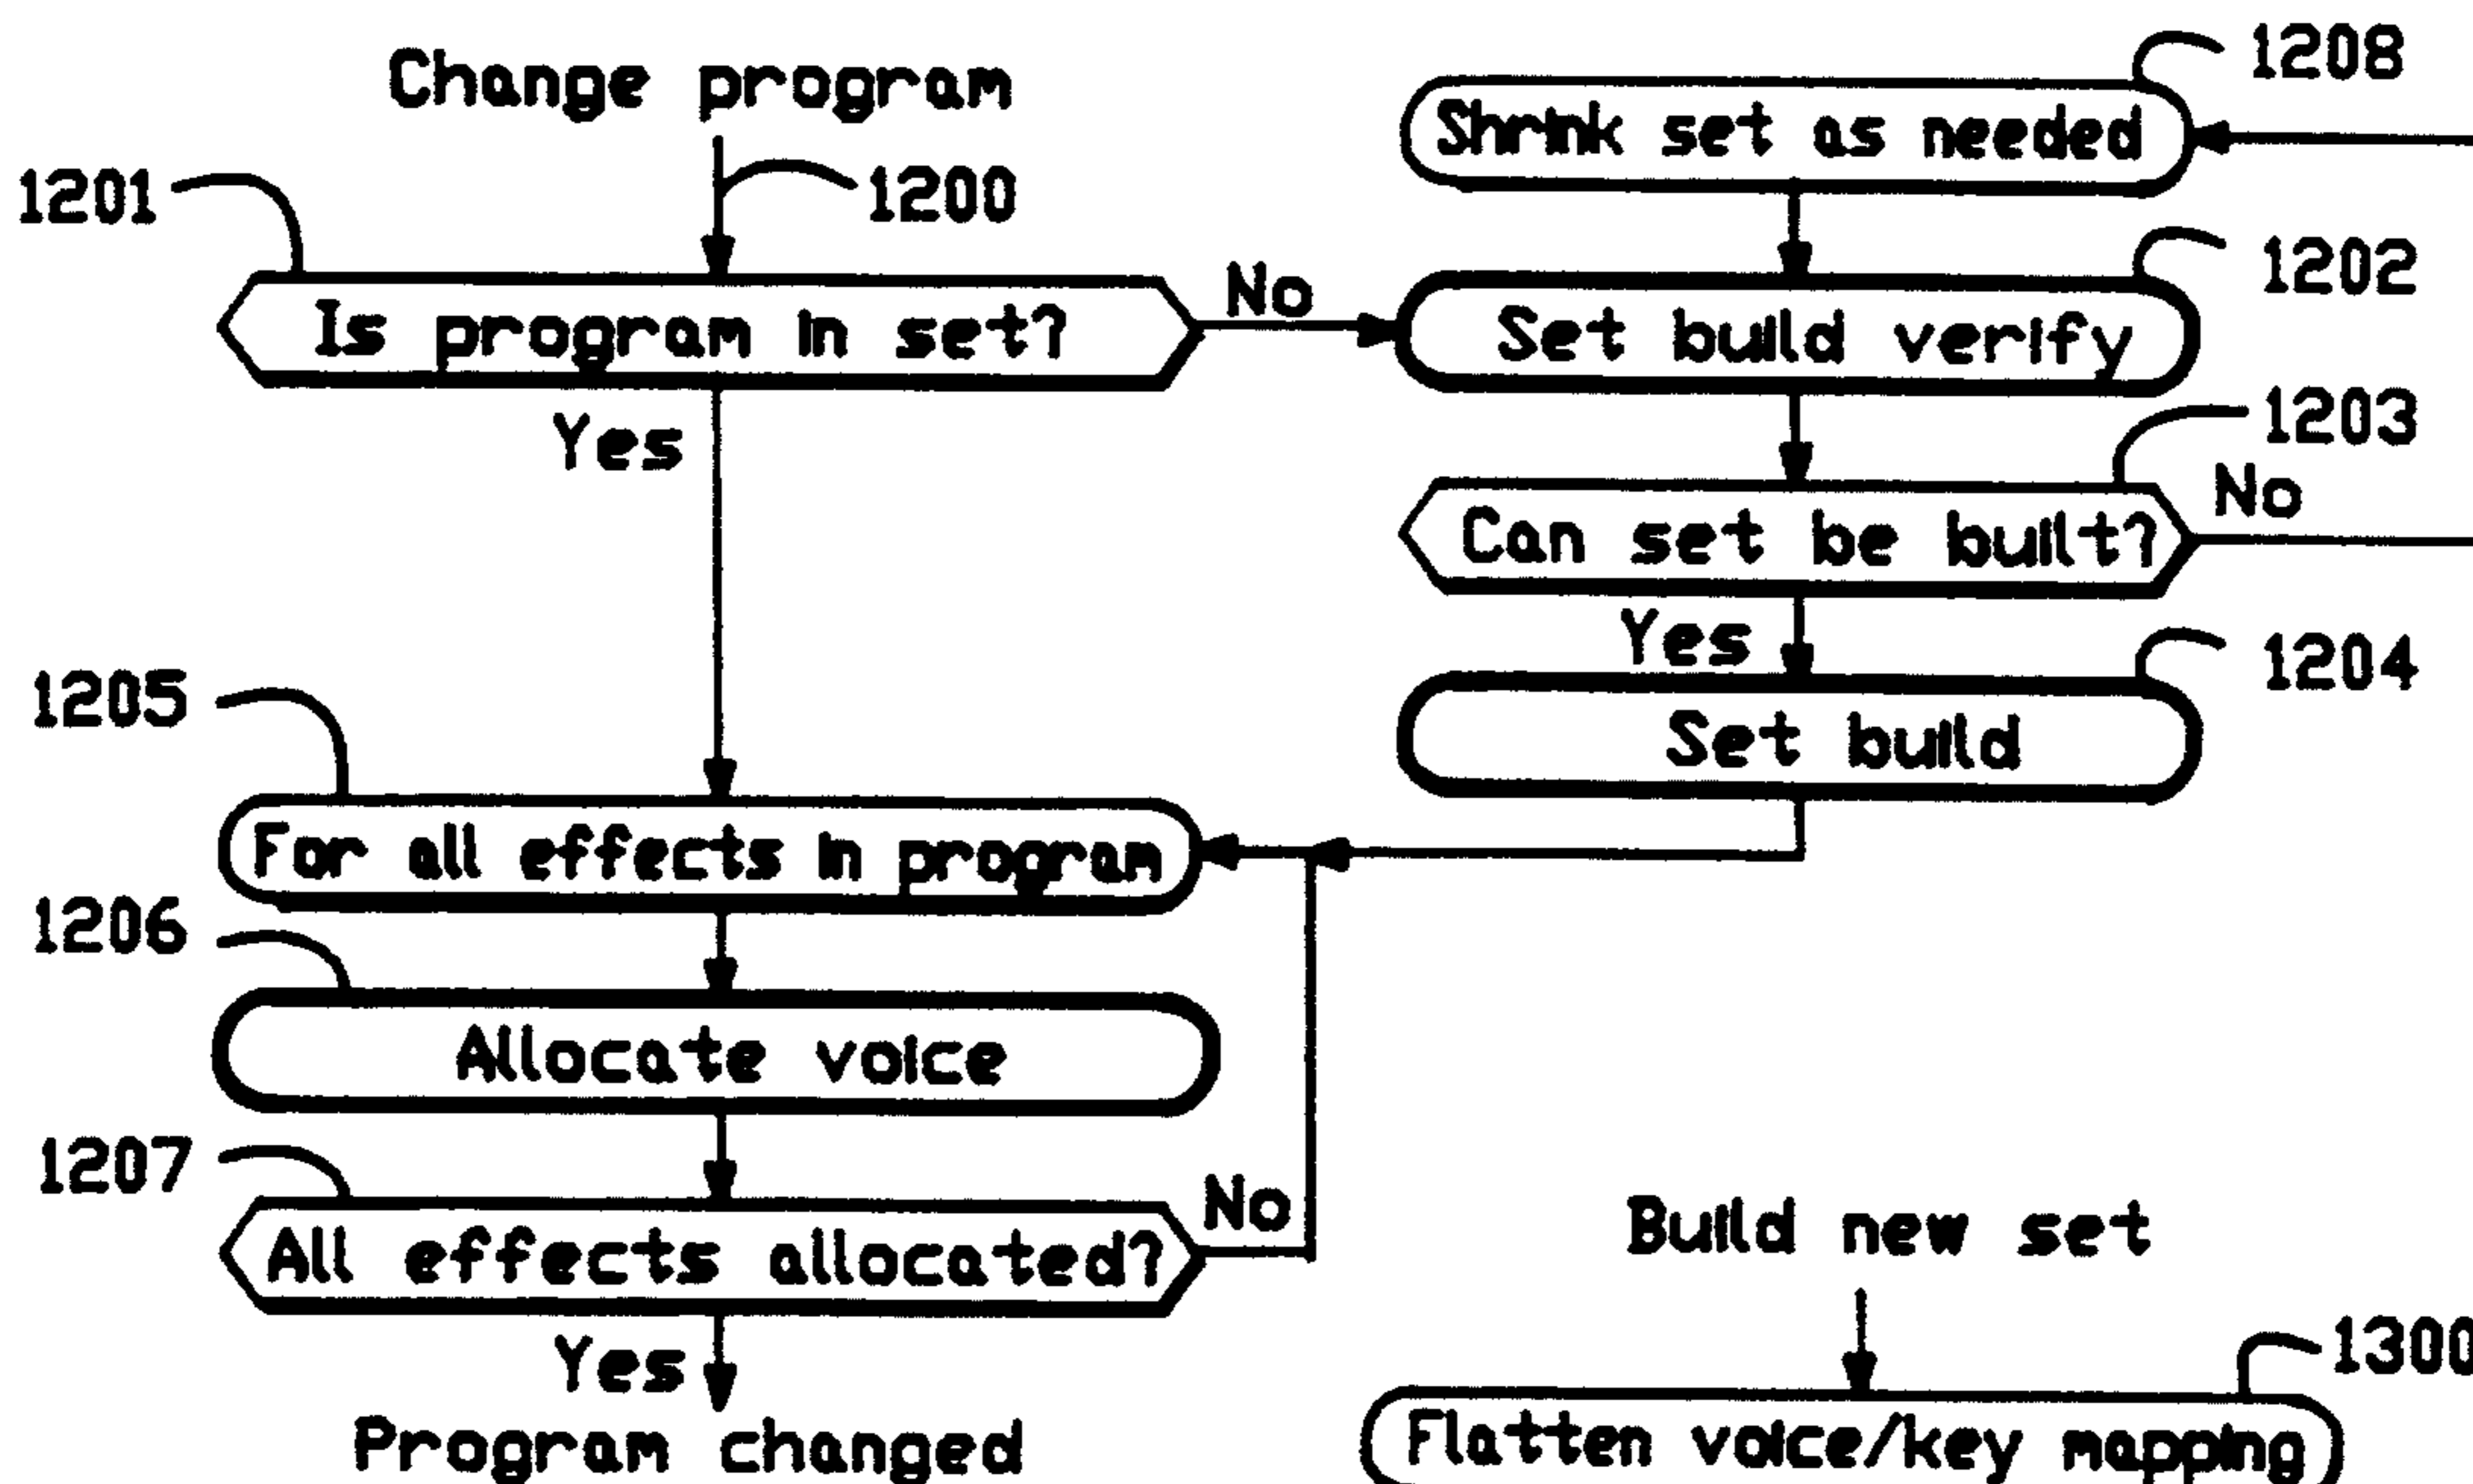 Change program
1200
1201
Is program in set?
No
Yes
1208
Shrink set as needed
1202
Set build verify
1203
Can set be built?
No
Yes
1204
Set build
1205
For all effects in program
1206
Allocate voice
1207
All effects allocated?
No
Yes
Program changed
Build new set
1300
Flatten voice/key mapping